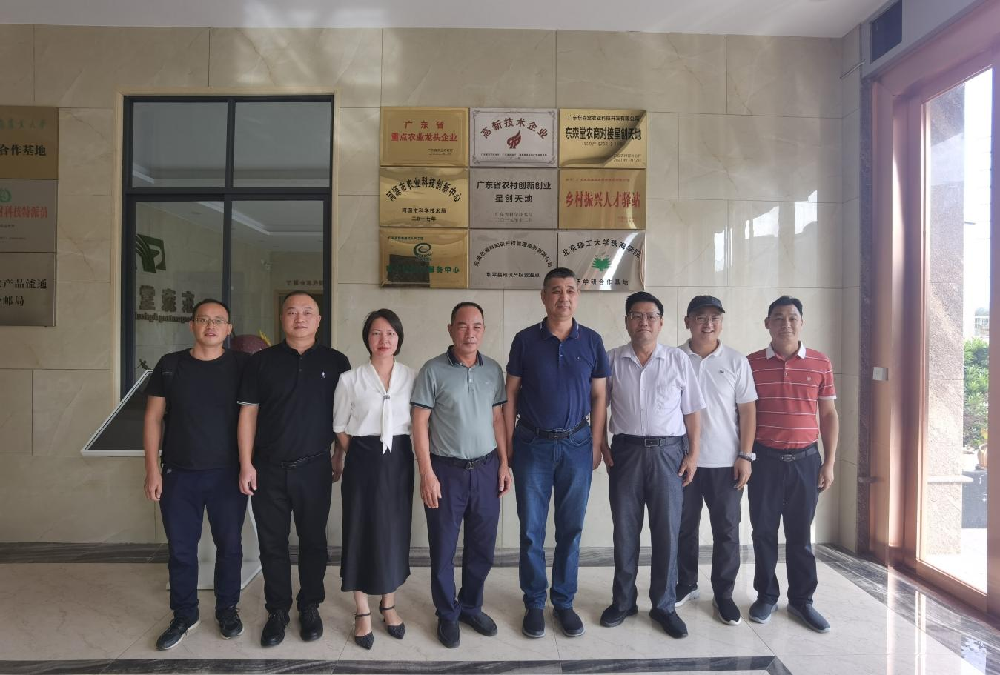 合作基地
科技特派员
产品流通
邮局
广东省
重点农业龙头企业
广东省农业农村厅
高新技术企业
广东东森堂农业科技开发有限公司
东森堂农商对接星创天地
2021年11月12日
河源市农业科技创新中心
河源市科学技术局
二〇一七年
广东省农村创新创业
星创天地
广东省科学技术厅
二〇一九年十二月
乡村振兴人才驿站
服务中心
河源市海科知识产权管理服务有限公司
和平县知识产权营业点
北京理工大学珠海学院
产学研合作基地